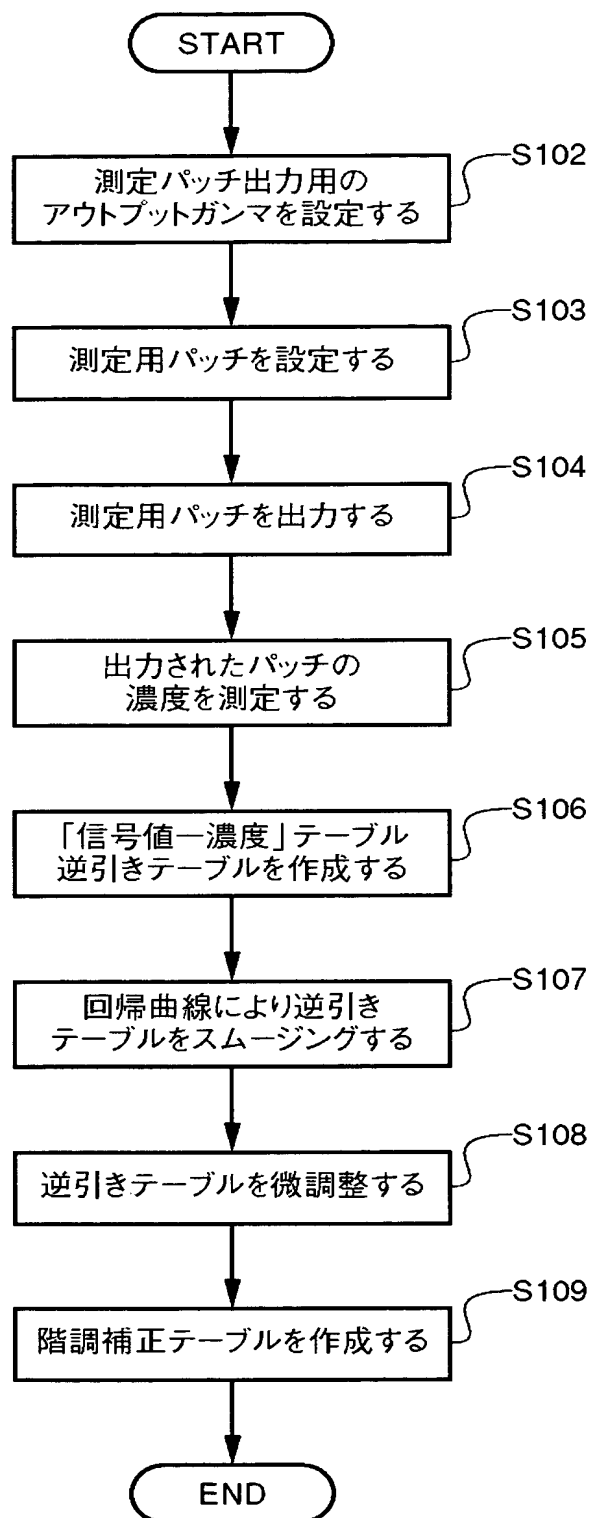 START
S102
測定パッチ出力用の
アウトプットガンマを設定する
S103
測定用パッチを設定する
S104
測定用パッチを出力する
S105
出力されたパッチの
濃度を測定する
S106
「信号値ー濃度」テーブル
逆引きテーブルを作成する
S107
回帰曲線により逆引き
テーブルをスムージングする
S108
逆引きテーブルを微調整する
S109
階調補正テーブルを作成する
END